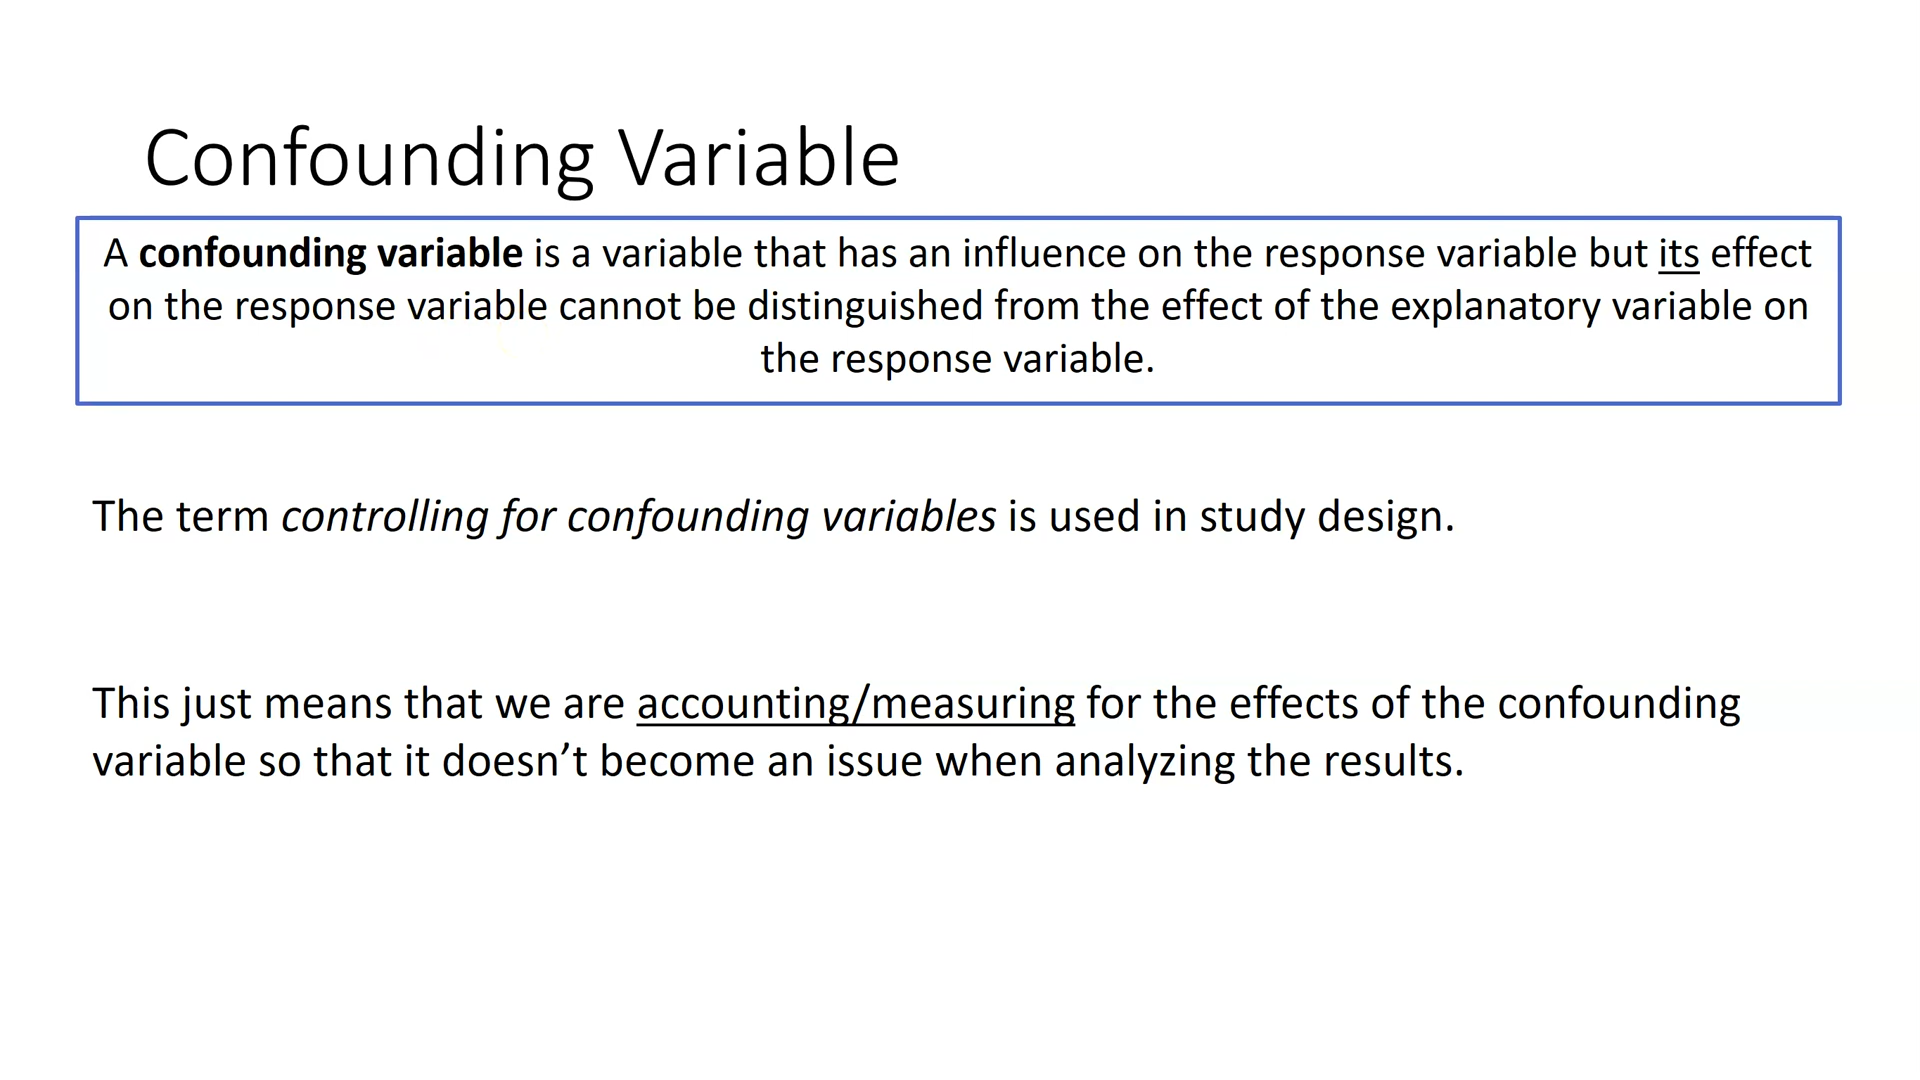 Confounding Variable
A confounding variable is a variable that has an influence on the response variable but its effect
on the response variable cannot be distinguished from the effect of the explanatory variable on
the response variable.
The term controlling for confounding variables is used in study design.
This just means that we are accounting/measuring for the effects of the confounding
variable so that it doesn’t become an issue when analyzing the results.